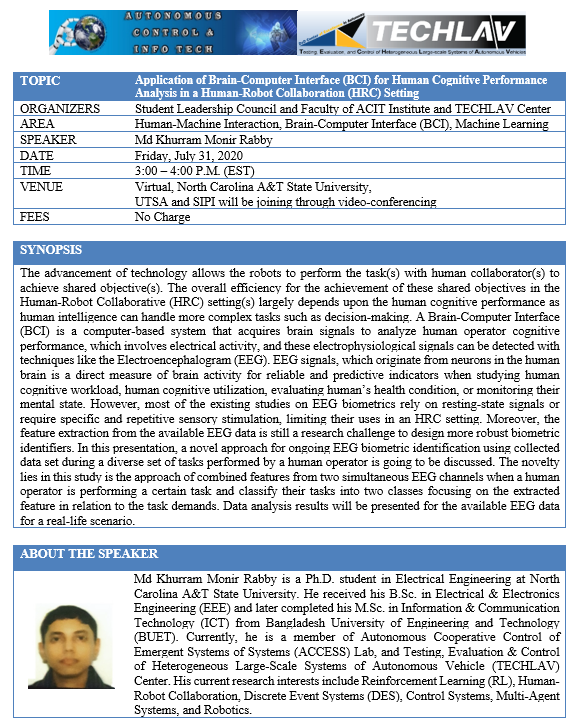 AUTONOMOUS
CONTROL &
INFO TECH
TECHLAV
Testing, Evaluation, and Control of Heterogeneous Large-scale Systems of Autonomous Vehicles
TOPIC Application of Brain-Computer Interface (BCI) for Human Cognitive Performance
Analysis in a Human-Robot Collaboration (HRC) Setting
ORGANIZERS Student Leadership Council and Faculty of ACIT Institute and TECHLAV Center
AREA Human-Machine Interaction, Brain-Computer Interface (BCI), Machine Learning
SPEAKER Md Khurram Monir Rabby
DATE Friday, July 31, 2020
TIME 3:00 – 4:00 P.M. (EST)
VENUE Virtual, North Carolina A&T State University,
UTSA and SIPI will be joining through video-conferencing
FEES No Charge
SYNOPSIS
The advancement of technology allows the robots to perform the task(s) with human collaborator(s) to
achieve shared objective(s). The overall efficiency for the achievement of these shared objectives in the
Human-Robot Collaborative (HRC) setting(s) largely depends upon the human cognitive performance as
human intelligence can handle more complex tasks such as decision-making. A Brain-Computer Interface
(BCI) is a computer-based system that acquires brain signals to analyze human operator cognitive
performance, which involves electrical activity, and these electrophysiological signals can be detected with
techniques like the Electroencephalogram (EEG). EEG signals, which originate from neurons in the human
brain is a direct measure of brain activity for reliable and predictive indicators when studying human
cognitive workload, human cognitive utilization, evaluating human's health condition, or monitoring their
mental state. However, most of the existing studies on EEG biometrics rely on resting-state signals or
require specific and repetitive sensory stimulation, limiting their uses in an HRC setting. Moreover, the
feature extraction from the available EEG data is still a research challenge to design more robust biometric
identifiers. In this presentation, a novel approach for ongoing EEG biometric identification using collected
data set during a diverse set of tasks performed by a human operator is going to be discussed. The novelty
lies in this study is the approach of combined features from two simultaneous EEG channels when a human
operator is performing a certain task and classify their tasks into two classes focusing on the extracted
feature in relation to the task demands. Data analysis results will be presented for the available EEG data
for a real-life scenario.
ABOUT THE SPEAKER
Md Khurram Monir Rabby is a Ph.D. student in Electrical Engineering at North
Carolina A&T State University. He received his B.Sc. in Electrical & Electronics
Engineering (EEE) and later completed his M.Sc. in Information & Communication
Technology (ICT) from Bangladesh University of Engineering and Technology
(BUET). Currently, he is a member of Autonomous Cooperative Control of
Emergent Systems of Systems (ACCESS) Lab, and Testing, Evaluation & Control
of Heterogeneous Large-Scale Systems of Autonomous Vehicle (TECHLAV)
Center. His current research interests include Reinforcement Learning (RL), Human-
Robot Collaboration, Discrete Event Systems (DES), Control Systems, Multi-Agent
Systems, and Robotics.